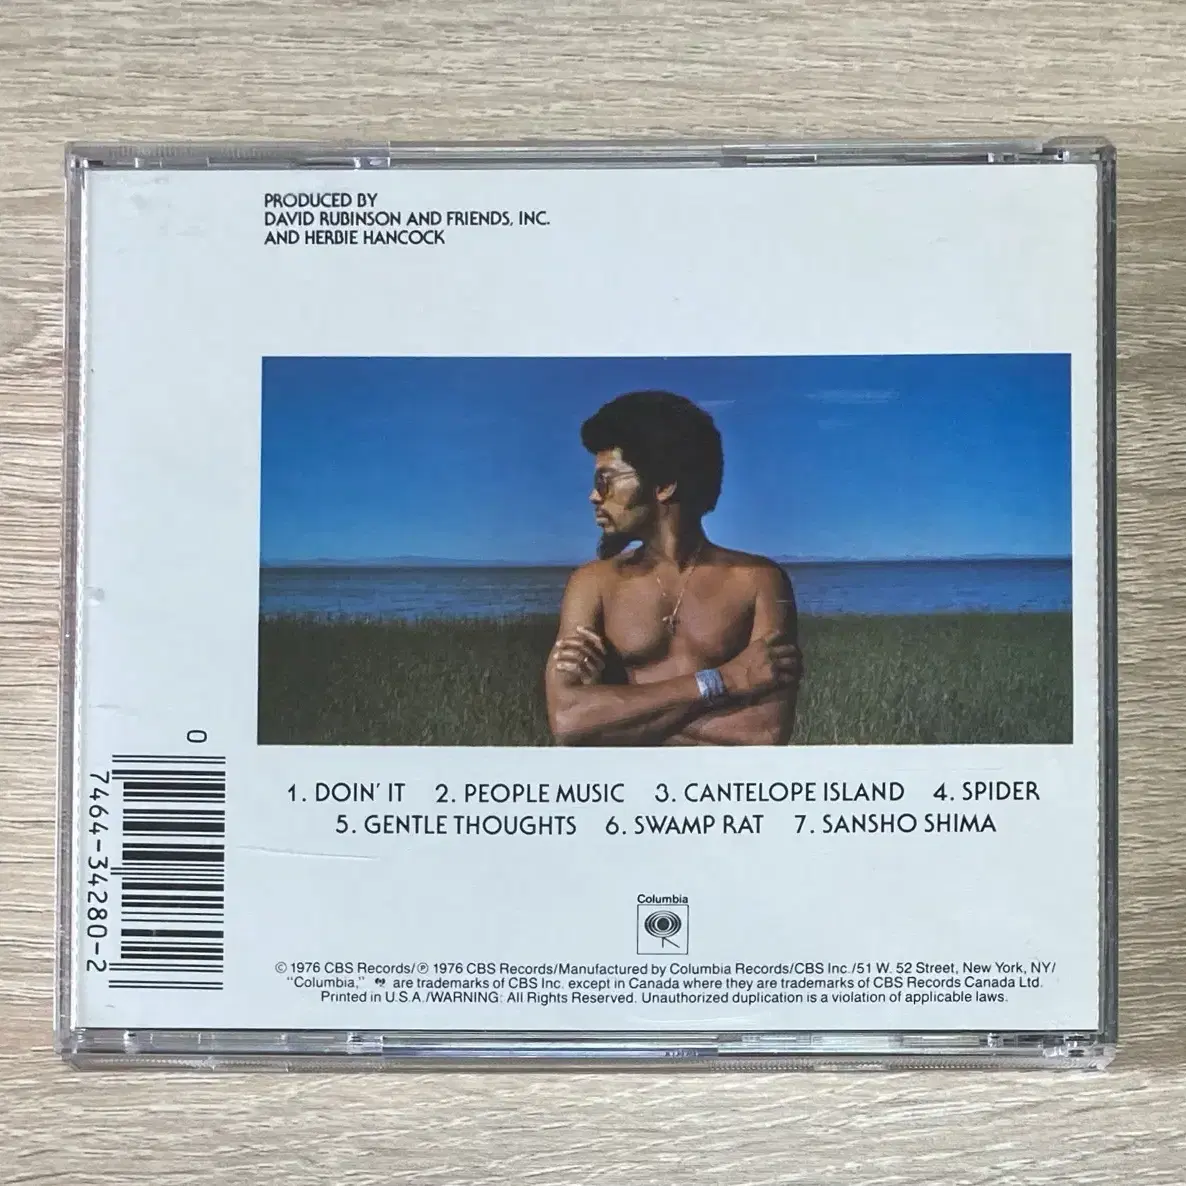 PRODUCED BY
DAVID RUBINSON AND FRIENDS, INC.
AND HERBIE HANCOCK
1. DOIN' IT 2. PEOPLE MUSIC 3. CANTELOPE ISLAND 4. SPIDER
5. GENTLE THOUGHTS 6. SWAMP RAT 7. SANSHO SHIMA
0
7464-34280-2
Columbia
© 1976 CBS Records/℗ 1976 CBS Records/Manufactured by Columbia Records/CBS Inc./51 W. 52 Street, New York, NY/
"Columbia," are trademarks of CBS Inc. except in Canada where they are trademarks of CBS Records Canada Ltd.
Printed in U.S.A./WARNING: All Rights Reserved. Unauthorized duplication is a violation of applicable laws.